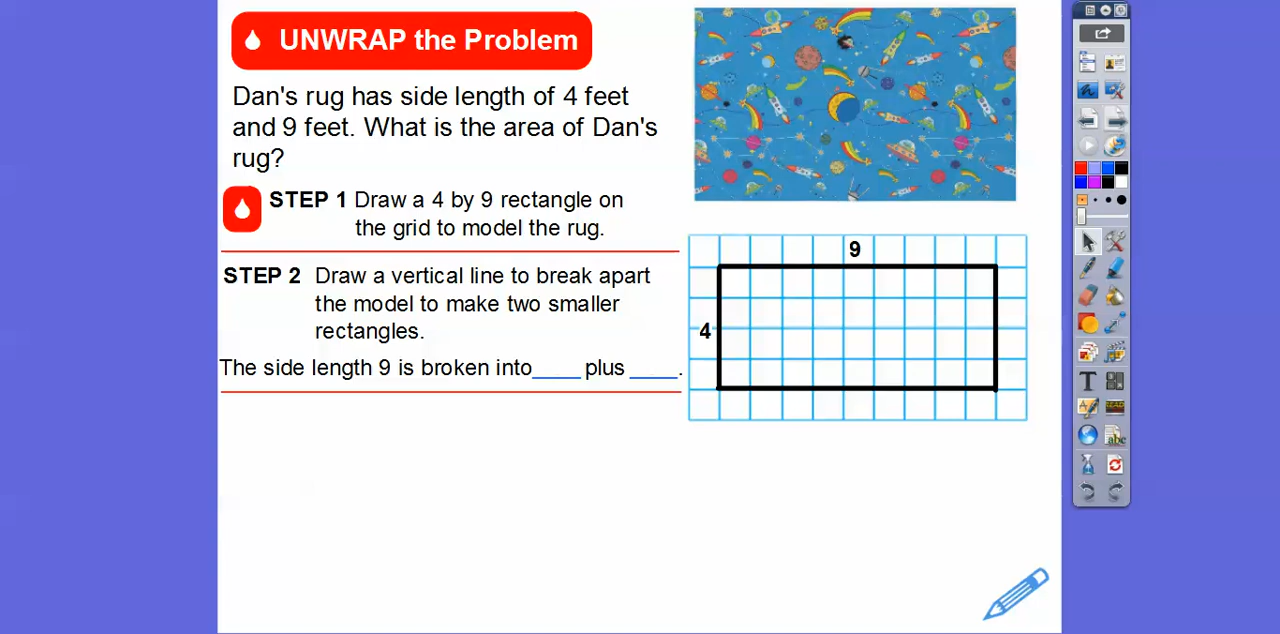 UNWRAP the Problem
Dan's rug has side length of 4 feet
and 9 feet. What is the area of Dan's
rug?
STEP 1 Draw a 4 by 9 rectangle on
the grid to model the rug.
STEP 2 Draw a vertical line to break apart
the model to make two smaller
rectangles.
The side length 9 is broken into____ plus ____.
9
4
T
abc